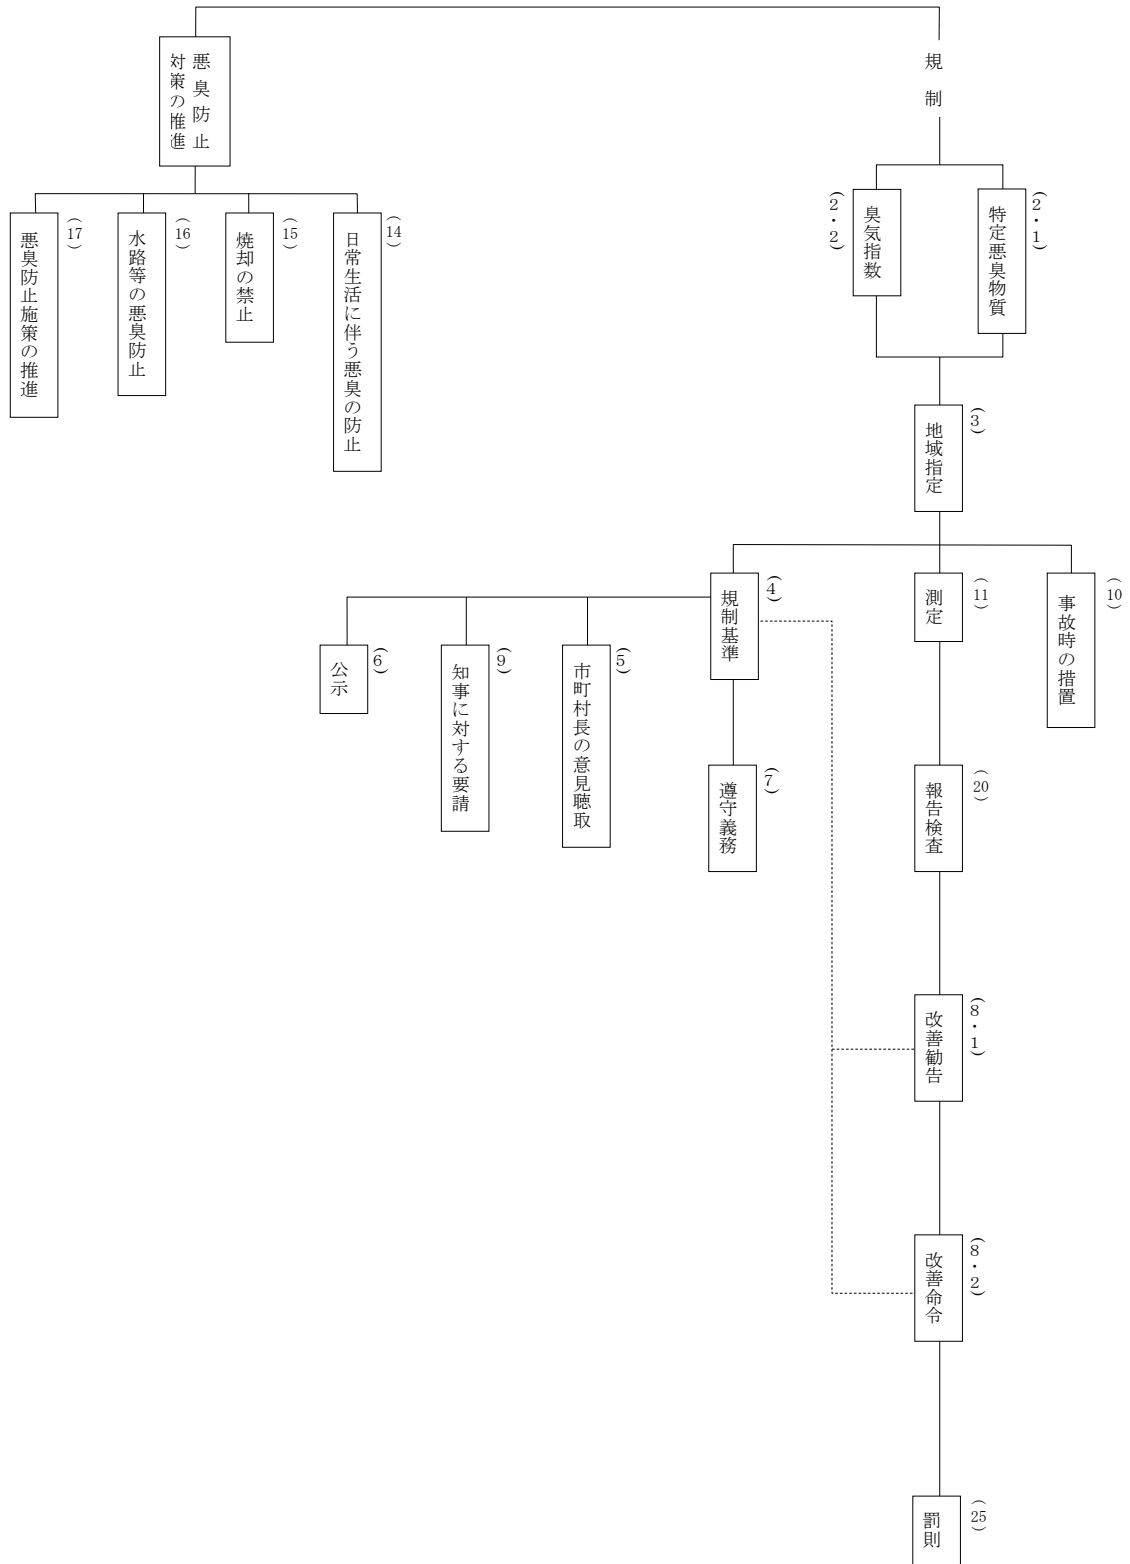 規制
(2・1)
特定悪臭物質
(2・2)
臭気指数
(3)
地域指定
(10)
事故時の措置
(11)
測定
(20)
報告検査
(8・1)
改善勧告
(8・2)
改善命令
(25)
罰則
(4)
規制基準
(7)
遵守義務
(5)
市町村長の意見聴取
(9)
知事に対する要請
(6)
公示
悪臭防止
対策の推進
(14)
日常生活に伴う悪臭の防止
(15)
焼却の禁止
(16)
水路等の悪臭防止
(17)
悪臭防止施策の推進